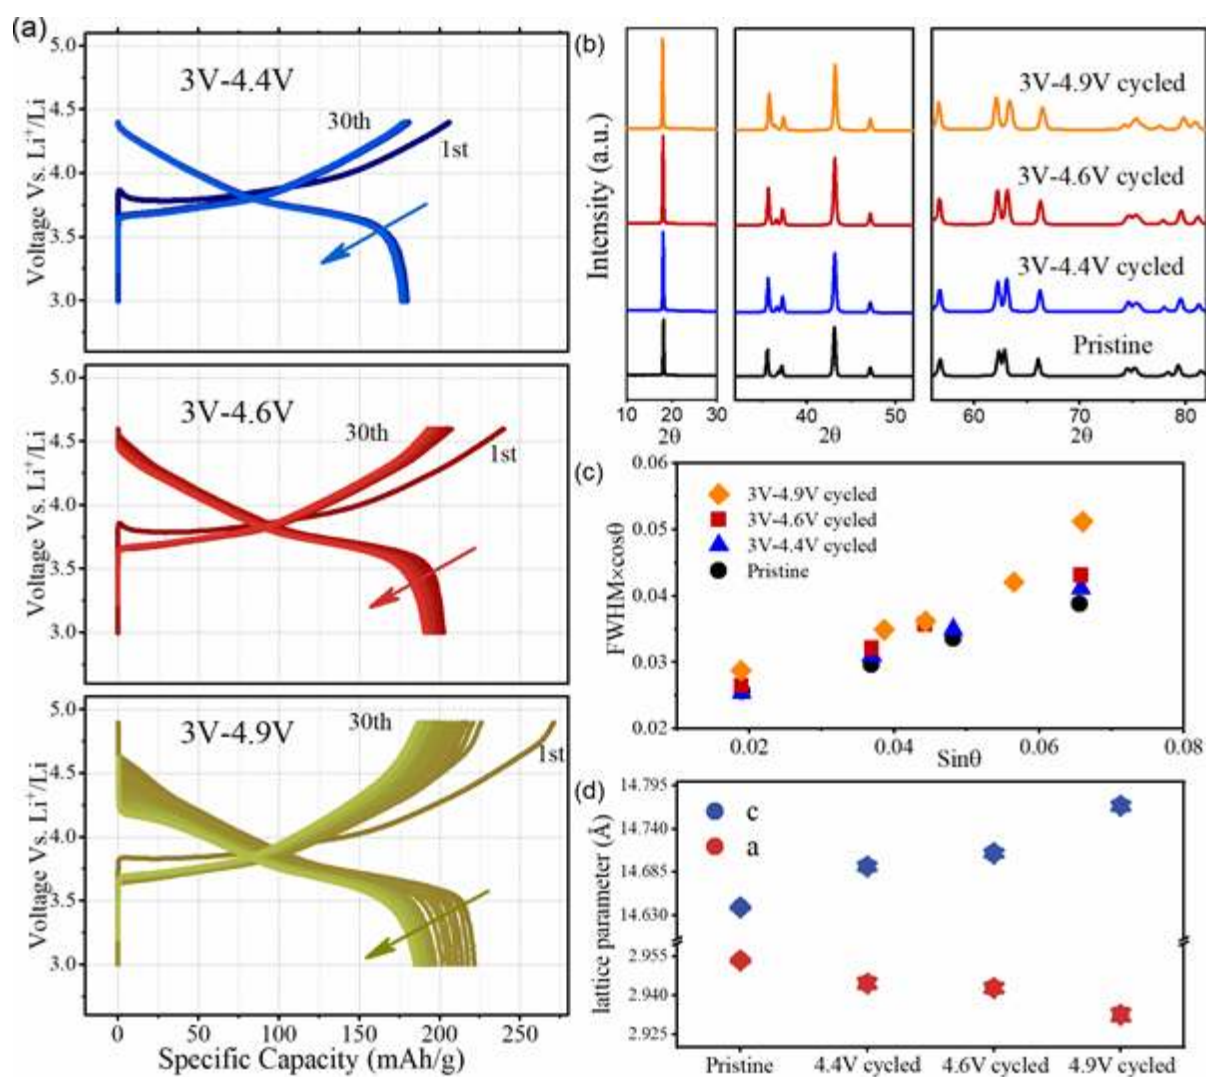 (a)
5.0
4.5
4.0
3.5
3.0
Voltage Vs. Li⁺/Li
3V-4.4V
30th
1st
5.0
4.5
4.0
3.5
3.0
Voltage Vs. Li⁺/Li
3V-4.6V
30th
1st
5.0
4.5
4.0
3.5
3.0
Voltage Vs. Li⁺/Li
3V-4.9V
30th
1st
0 50 100 150 200 250
Specific Capacity (mAh/g)
(b)
Intensity (a.u.)
3V-4.9V cycled
3V-4.6V cycled
3V-4.4V cycled
Pristine
10 20 30 40 50 60 70 80
2θ 2θ 2θ
(c)
0.06
0.05
0.04
0.03
0.02
FWHM×cosθ
3V-4.9V cycled
3V-4.6V cycled
3V-4.4V cycled
Pristine
0.02 0.04 0.06 0.08
Sinθ
(d)
14.795
14.740
14.685
14.630
2.955
2.940
2.925
lattice parameter (Å)
c
a
Pristine 4.4V cycled 4.6V cycled 4.9V cycled